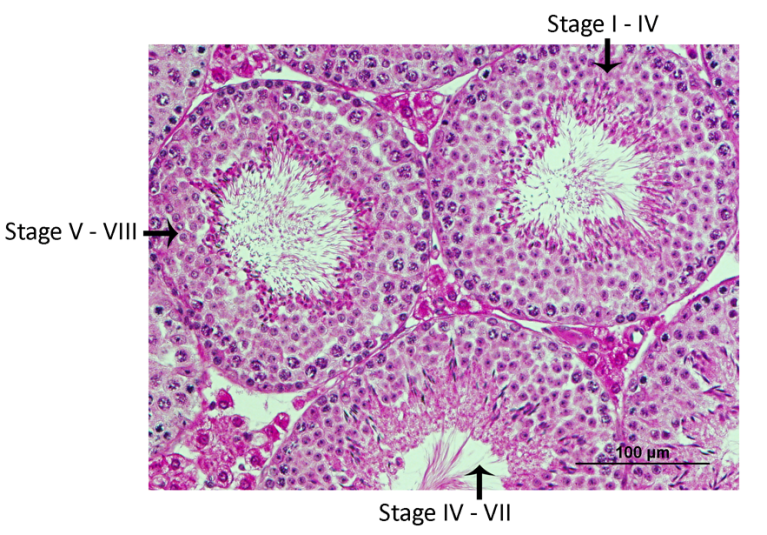 Stage I - IV
Stage V - VIII
100 µm
Stage IV - VII